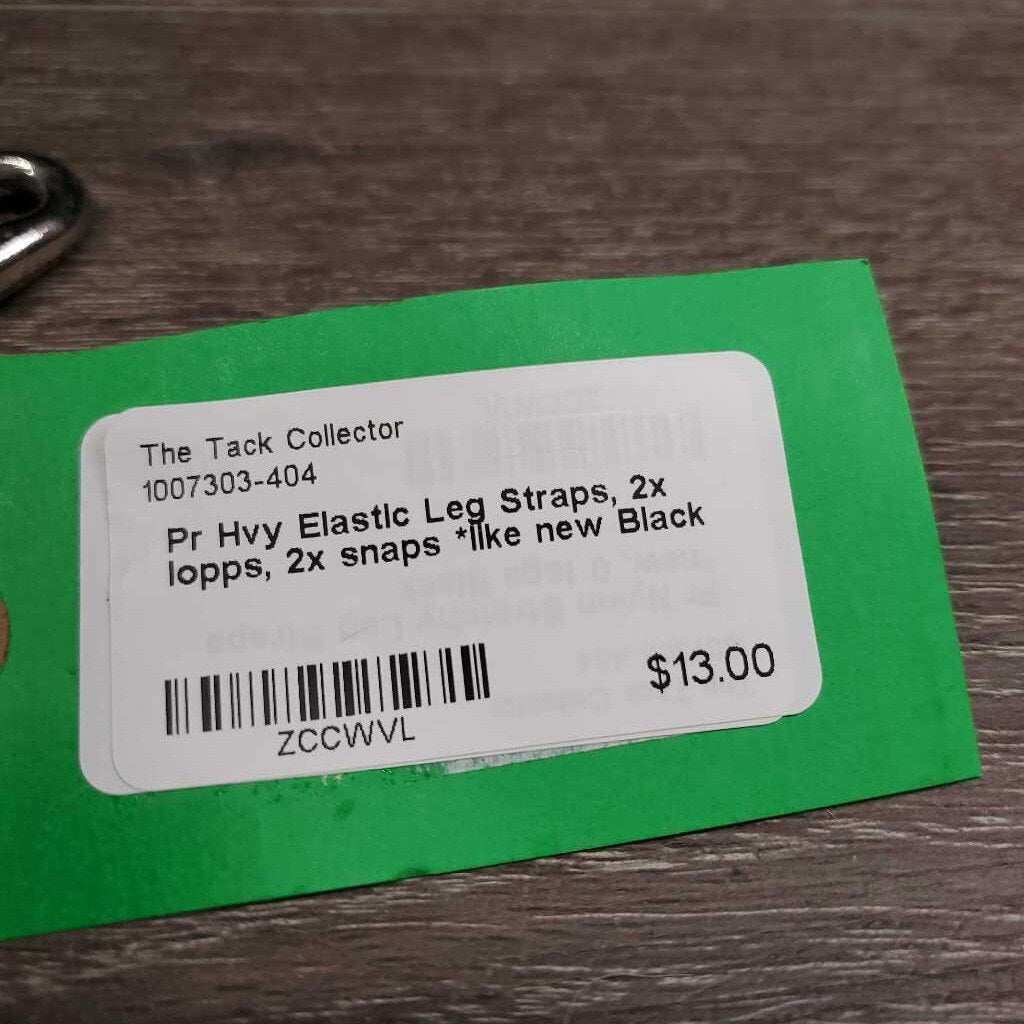 The Tack Collector
1007303-404
Pr Hvy Elastic Leg Straps, 2x
lopps, 2x snaps *like new Black
$13.00
ZCCWVL